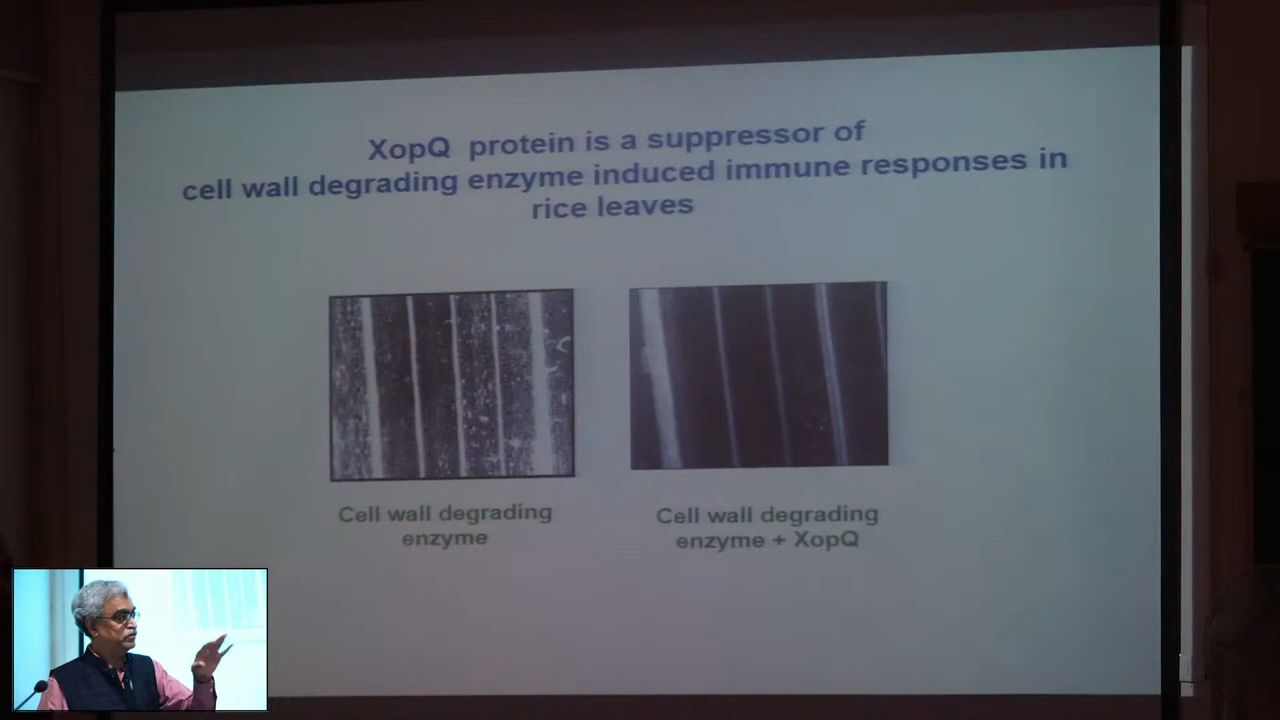 XopQ protein is a suppressor of
cell wall degrading enzyme induced immune responses in
rice leaves
Cell wall degrading
enzyme
Cell wall degrading
enzyme + XopQ